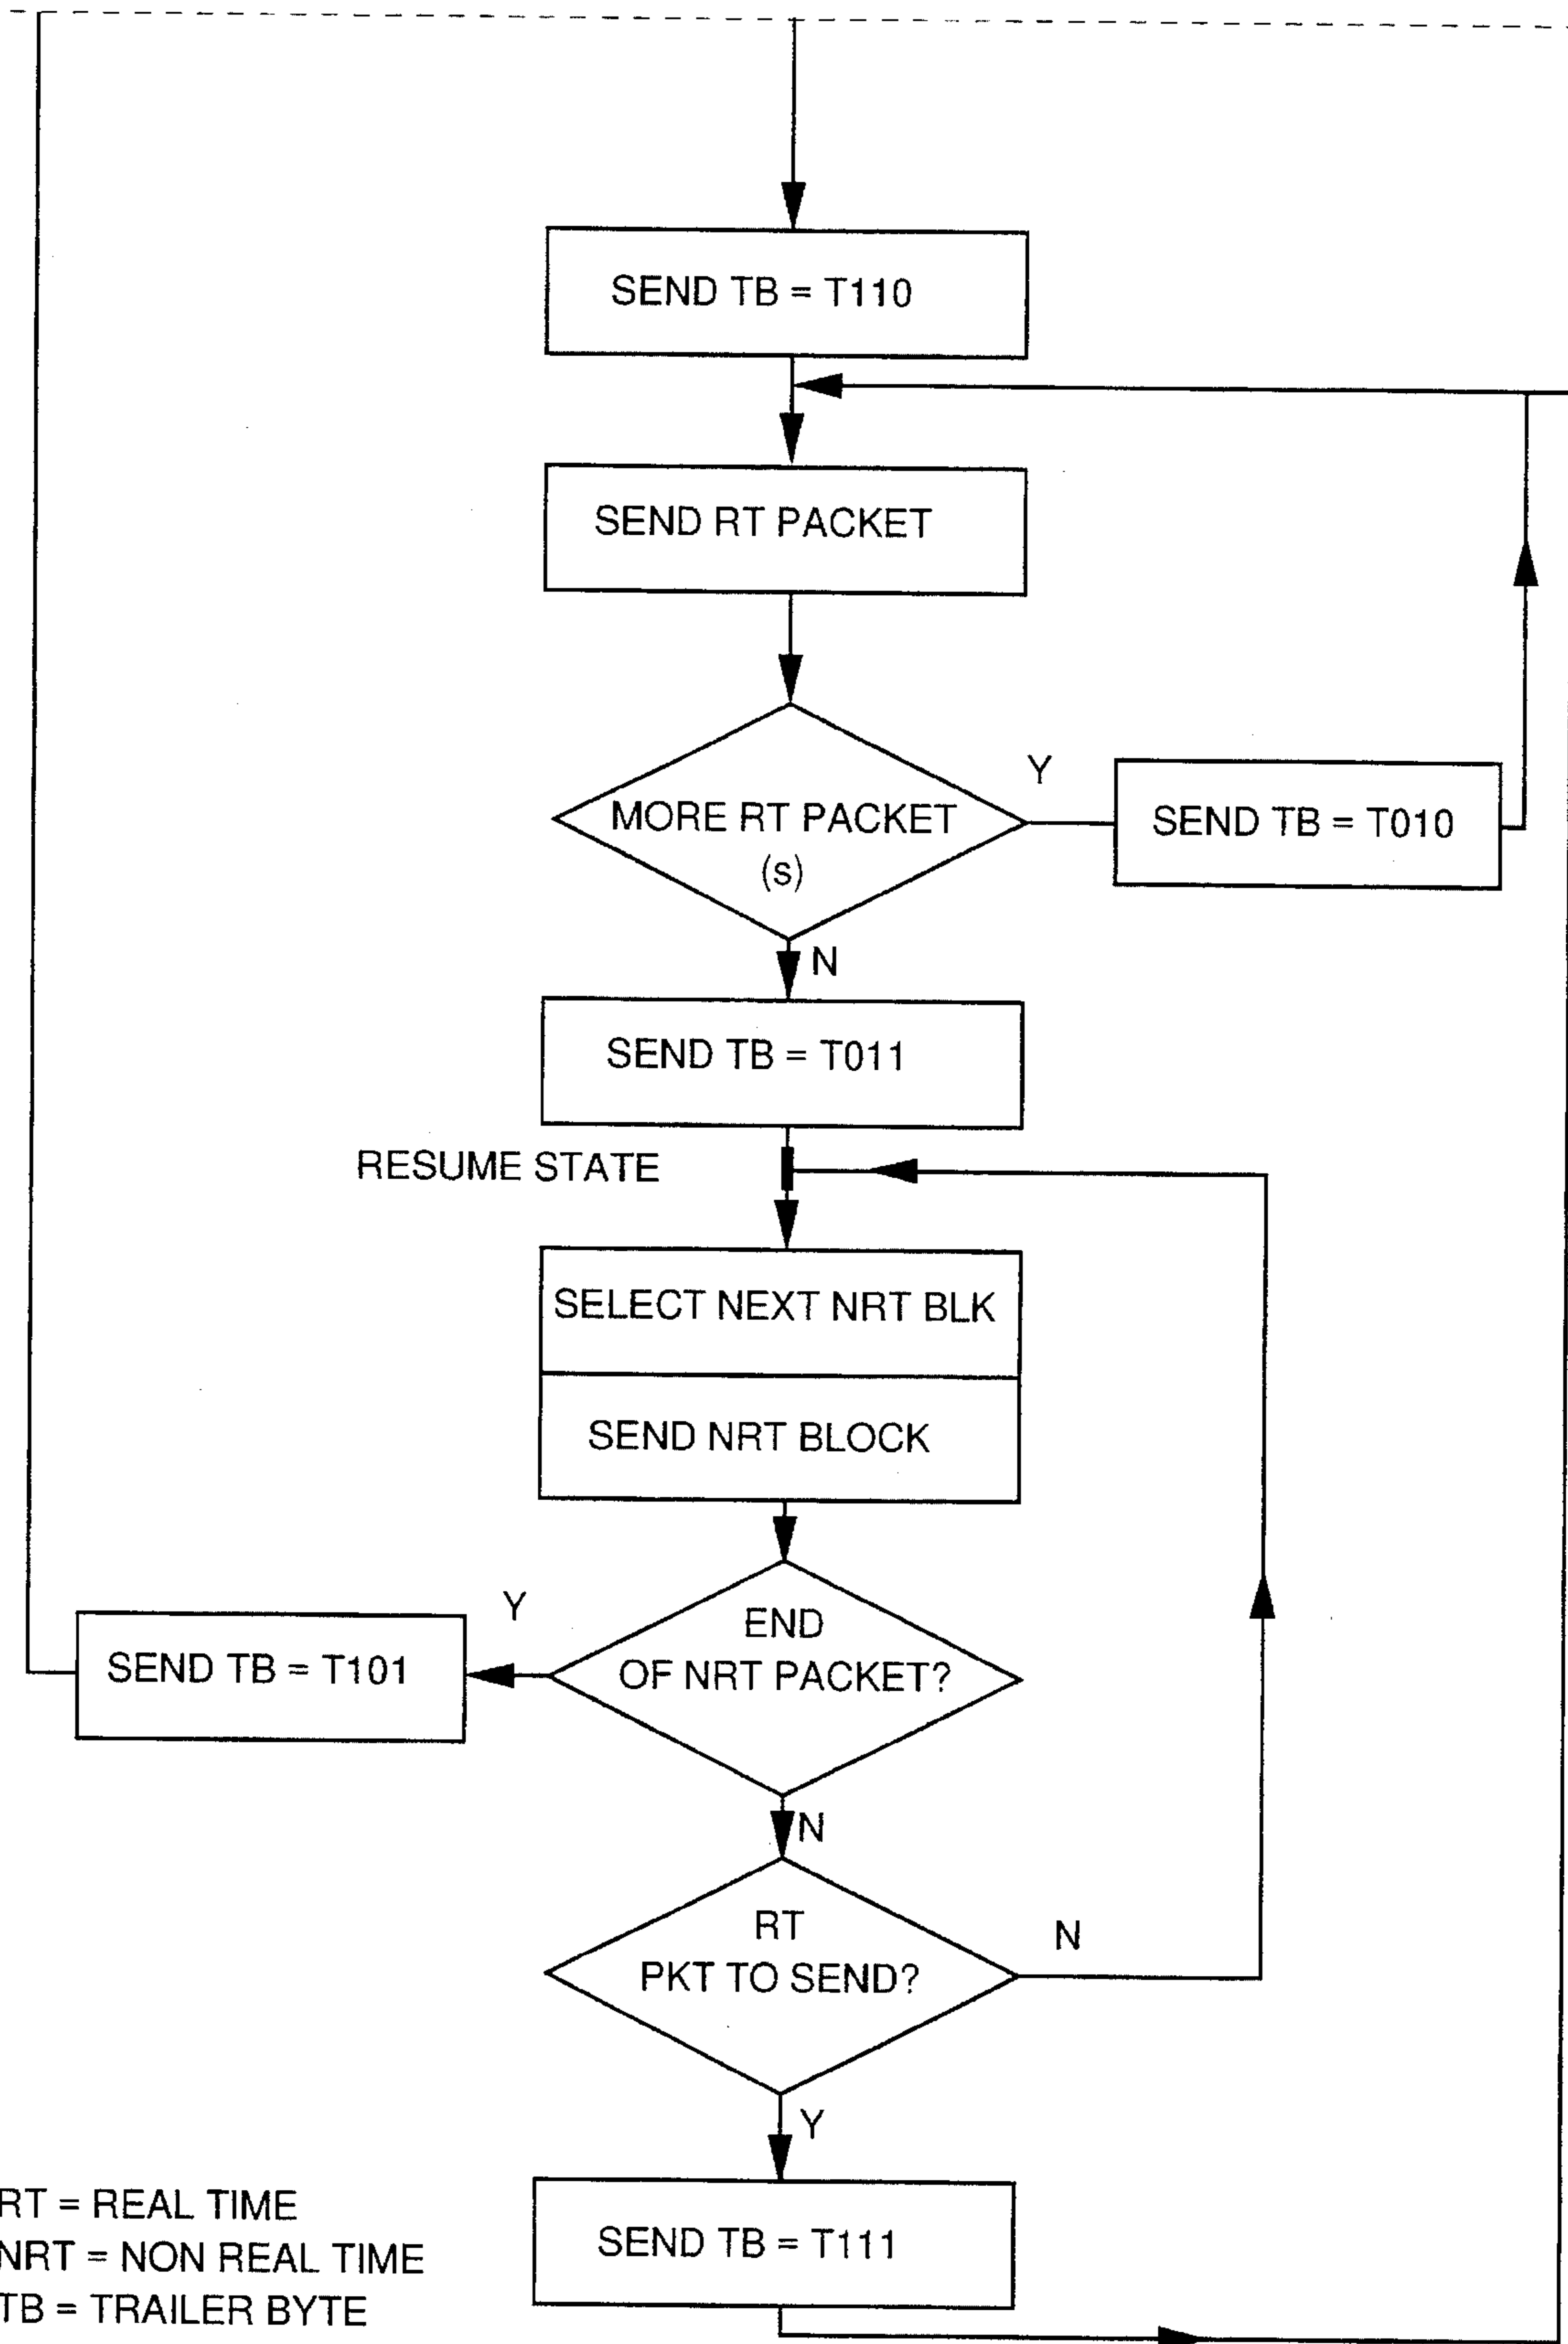 SEND TB = T110
SEND RT PACKET
MORE RT PACKET
(s)
Y
SEND TB = T010
N
SEND TB = T011
RESUME STATE
SELECT NEXT NRT BLK
SEND NRT BLOCK
END
OF NRT PACKET?
Y
SEND TB = T101
N
RT
PKT TO SEND?
N
Y
SEND TB = T111
RT = REAL TIME
NRT = NON REAL TIME
TB = TRAILER BYTE